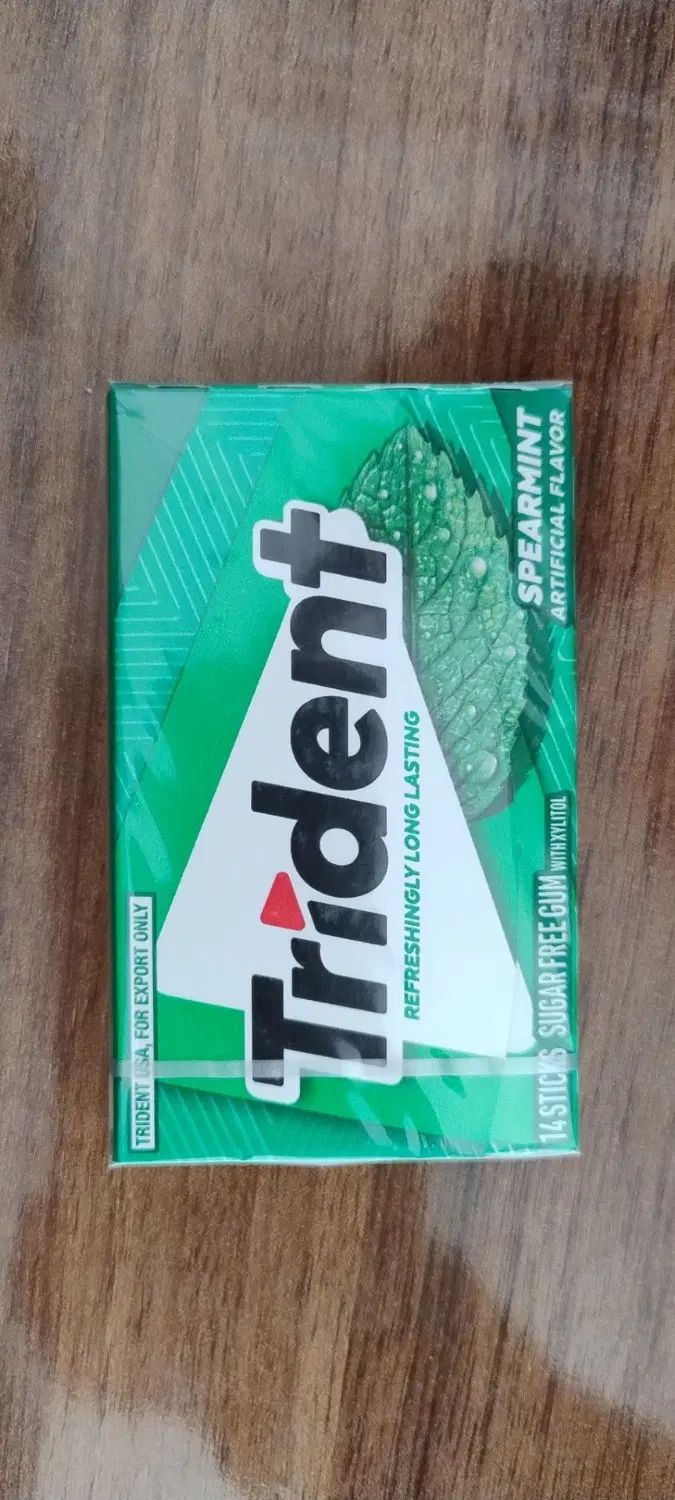 TRIDENT USA, FOR EXPORT ONLY
Trident
REFRESHINGLY LONG LASTING
SPEARMINT
ARTIFICIAL FLAVOR
14 STICKS SUGAR FREE GUM WITH XYLITOL